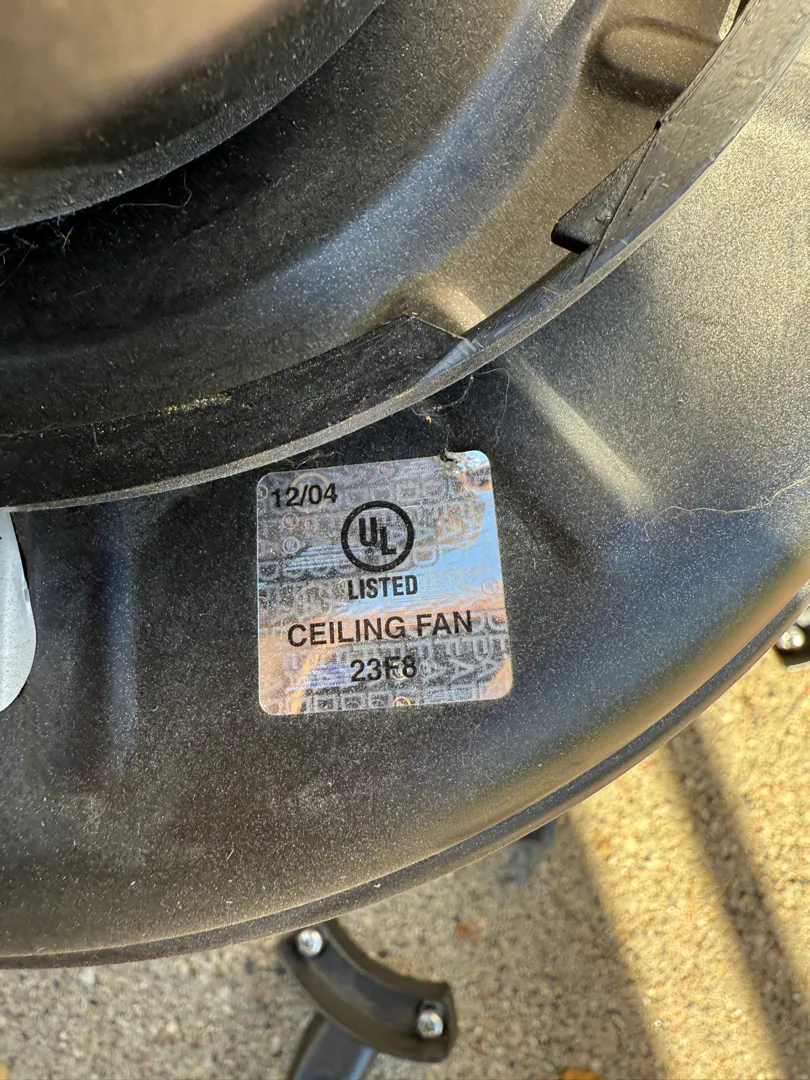 12/04
UL
LISTED
CEILING FAN
23F8